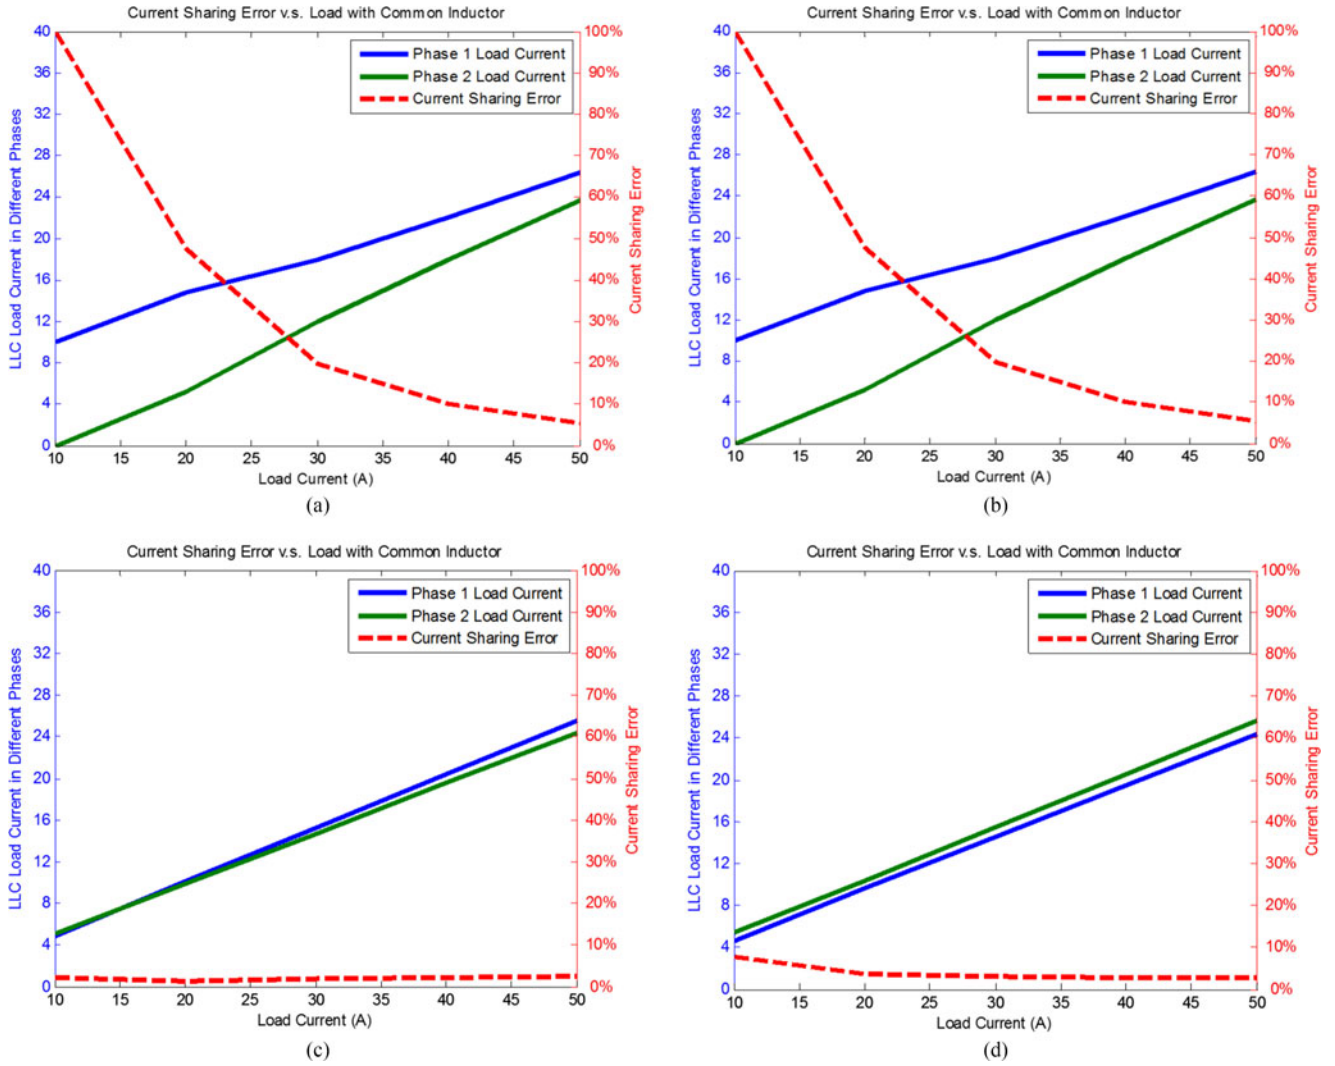 Current Sharing Error v.s. Load with Common Inductor
LLC Load Current in Different Phases
40
36
32
28
24
20
16
12
8
4
0
Phase 1 Load Current
Phase 2 Load Current
Current Sharing Error
100%
90%
80%
70%
60%
50%
40%
30%
20%
10%
0%
Current Sharing Error
10 15 20 25 30 35 40 45 50
Load Current (A)
(a)
Current Sharing Error v.s. Load with Common Inductor
LLC Load Current in Different Phases
40
36
32
28
24
20
16
12
8
4
0
Phase 1 Load Current
Phase 2 Load Current
Current Sharing Error
100%
90%
80%
70%
60%
50%
40%
30%
20%
10%
0%
Current Sharing Error
10 15 20 25 30 35 40 45 50
Load Current (A)
(b)
Current Sharing Error v.s. Load with Common Inductor
LLC Load Current in Different Phases
40
36
32
28
24
20
16
12
8
4
0
Phase 1 Load Current
Phase 2 Load Current
Current Sharing Error
100%
90%
80%
70%
60%
50%
40%
30%
20%
10%
0%
Current Sharing Error
10 15 20 25 30 35 40 45 50
Load Current (A)
(c)
Current Sharing Error v.s. Load with Common Inductor
LLC Load Current in Different Phases
40
36
32
28
24
20
16
12
8
4
0
Phase 1 Load Current
Phase 2 Load Current
Current Sharing Error
100%
90%
80%
70%
60%
50%
40%
30%
20%
10%
0%
Current Sharing Error
10 15 20 25 30 35 40 45 50
Load Current (A)
(d)